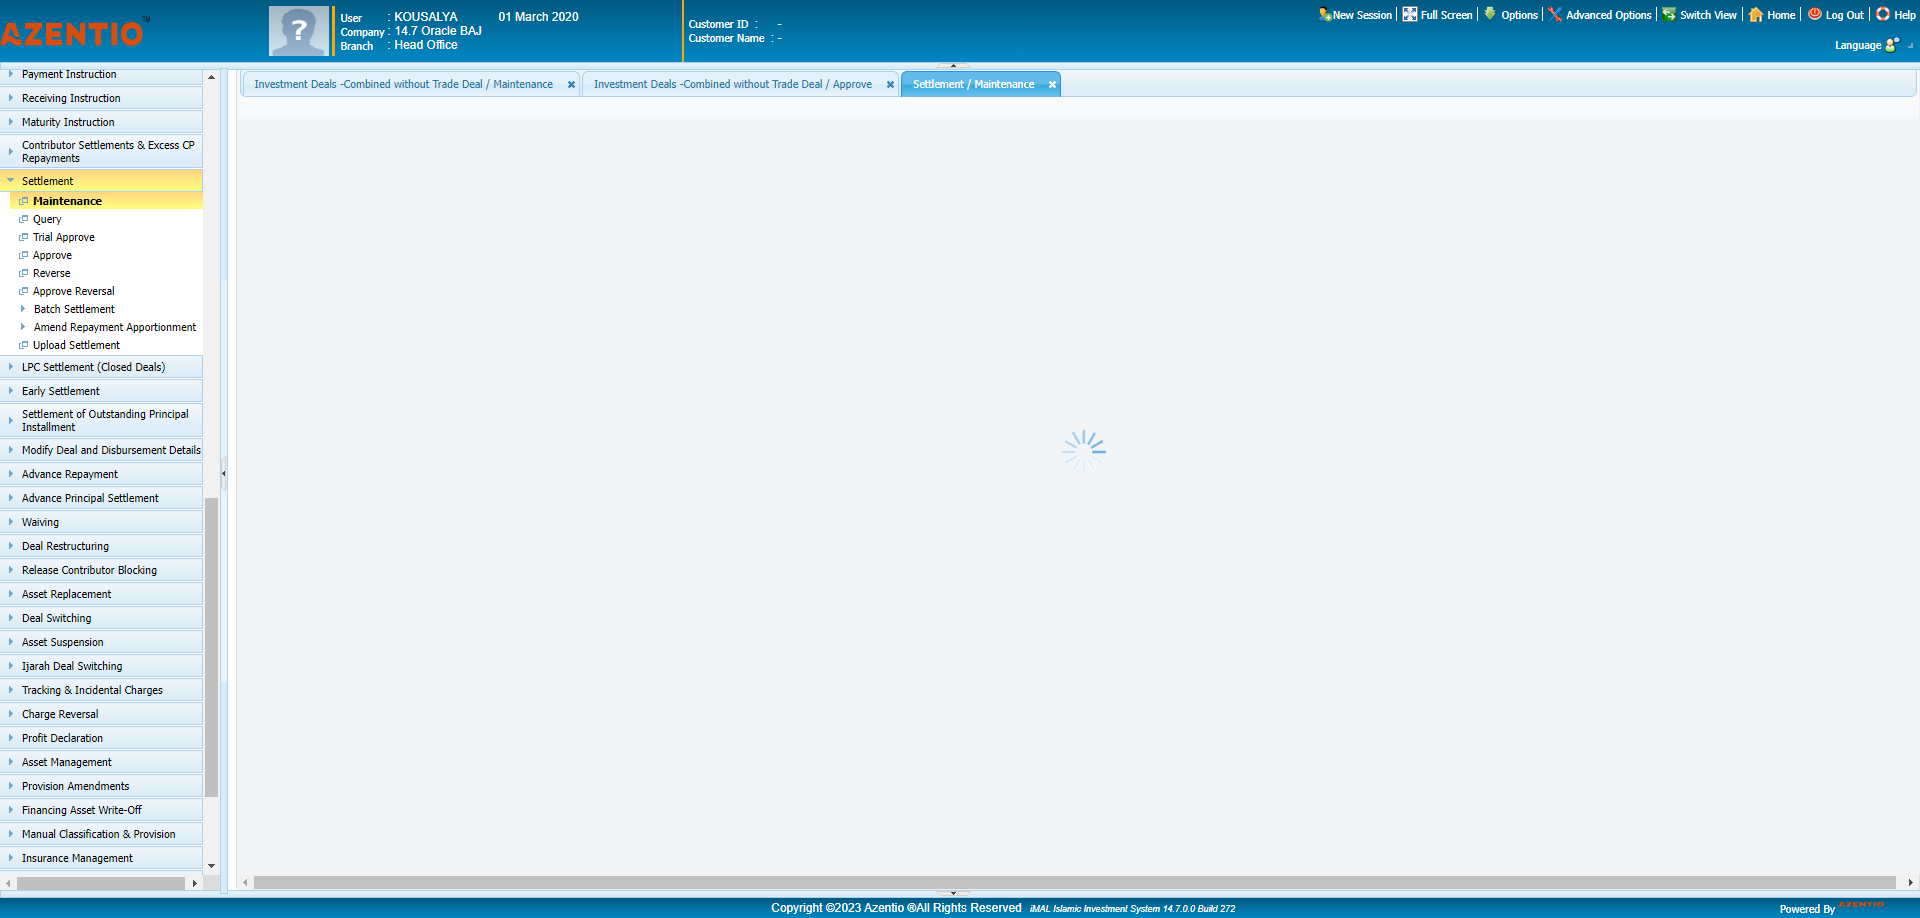 AZENTIO™
User : KOUSALYA 01 March 2020
Company : 14.7 Oracle BAJ
Branch : Head Office
Customer ID : -
Customer Name : -
New Session Full Screen Options Advanced Options Switch View Home Log Out Help
Language
Payment Instruction
Receiving Instruction
Maturity Instruction
Contributor Settlements & Excess CP
Repayments
Settlement
Maintenance
Query
Trial Approve
Approve
Reverse
Approve Reversal
Batch Settlement
Amend Repayment Apportionment
Upload Settlement
LPC Settlement (Closed Deals)
Early Settlement
Settlement of Outstanding Principal
Installment
Modify Deal and Disbursement Details
Advance Repayment
Advance Principal Settlement
Waiving
Deal Restructuring
Release Contributor Blocking
Asset Replacement
Deal Switching
Asset Suspension
Ijarah Deal Switching
Tracking & Incidental Charges
Charge Reversal
Profit Declaration
Asset Management
Provision Amendments
Financing Asset Write-Off
Manual Classification & Provision
Insurance Management
Investment Deals -Combined without Trade Deal / Maintenance
Investment Deals -Combined without Trade Deal / Approve
Settlement / Maintenance
Copyright ©2023 Azentio ®All Rights Reserved iMAL Islamic Investment System 14.7.0.0 Build 272
Powered By AZENTIO